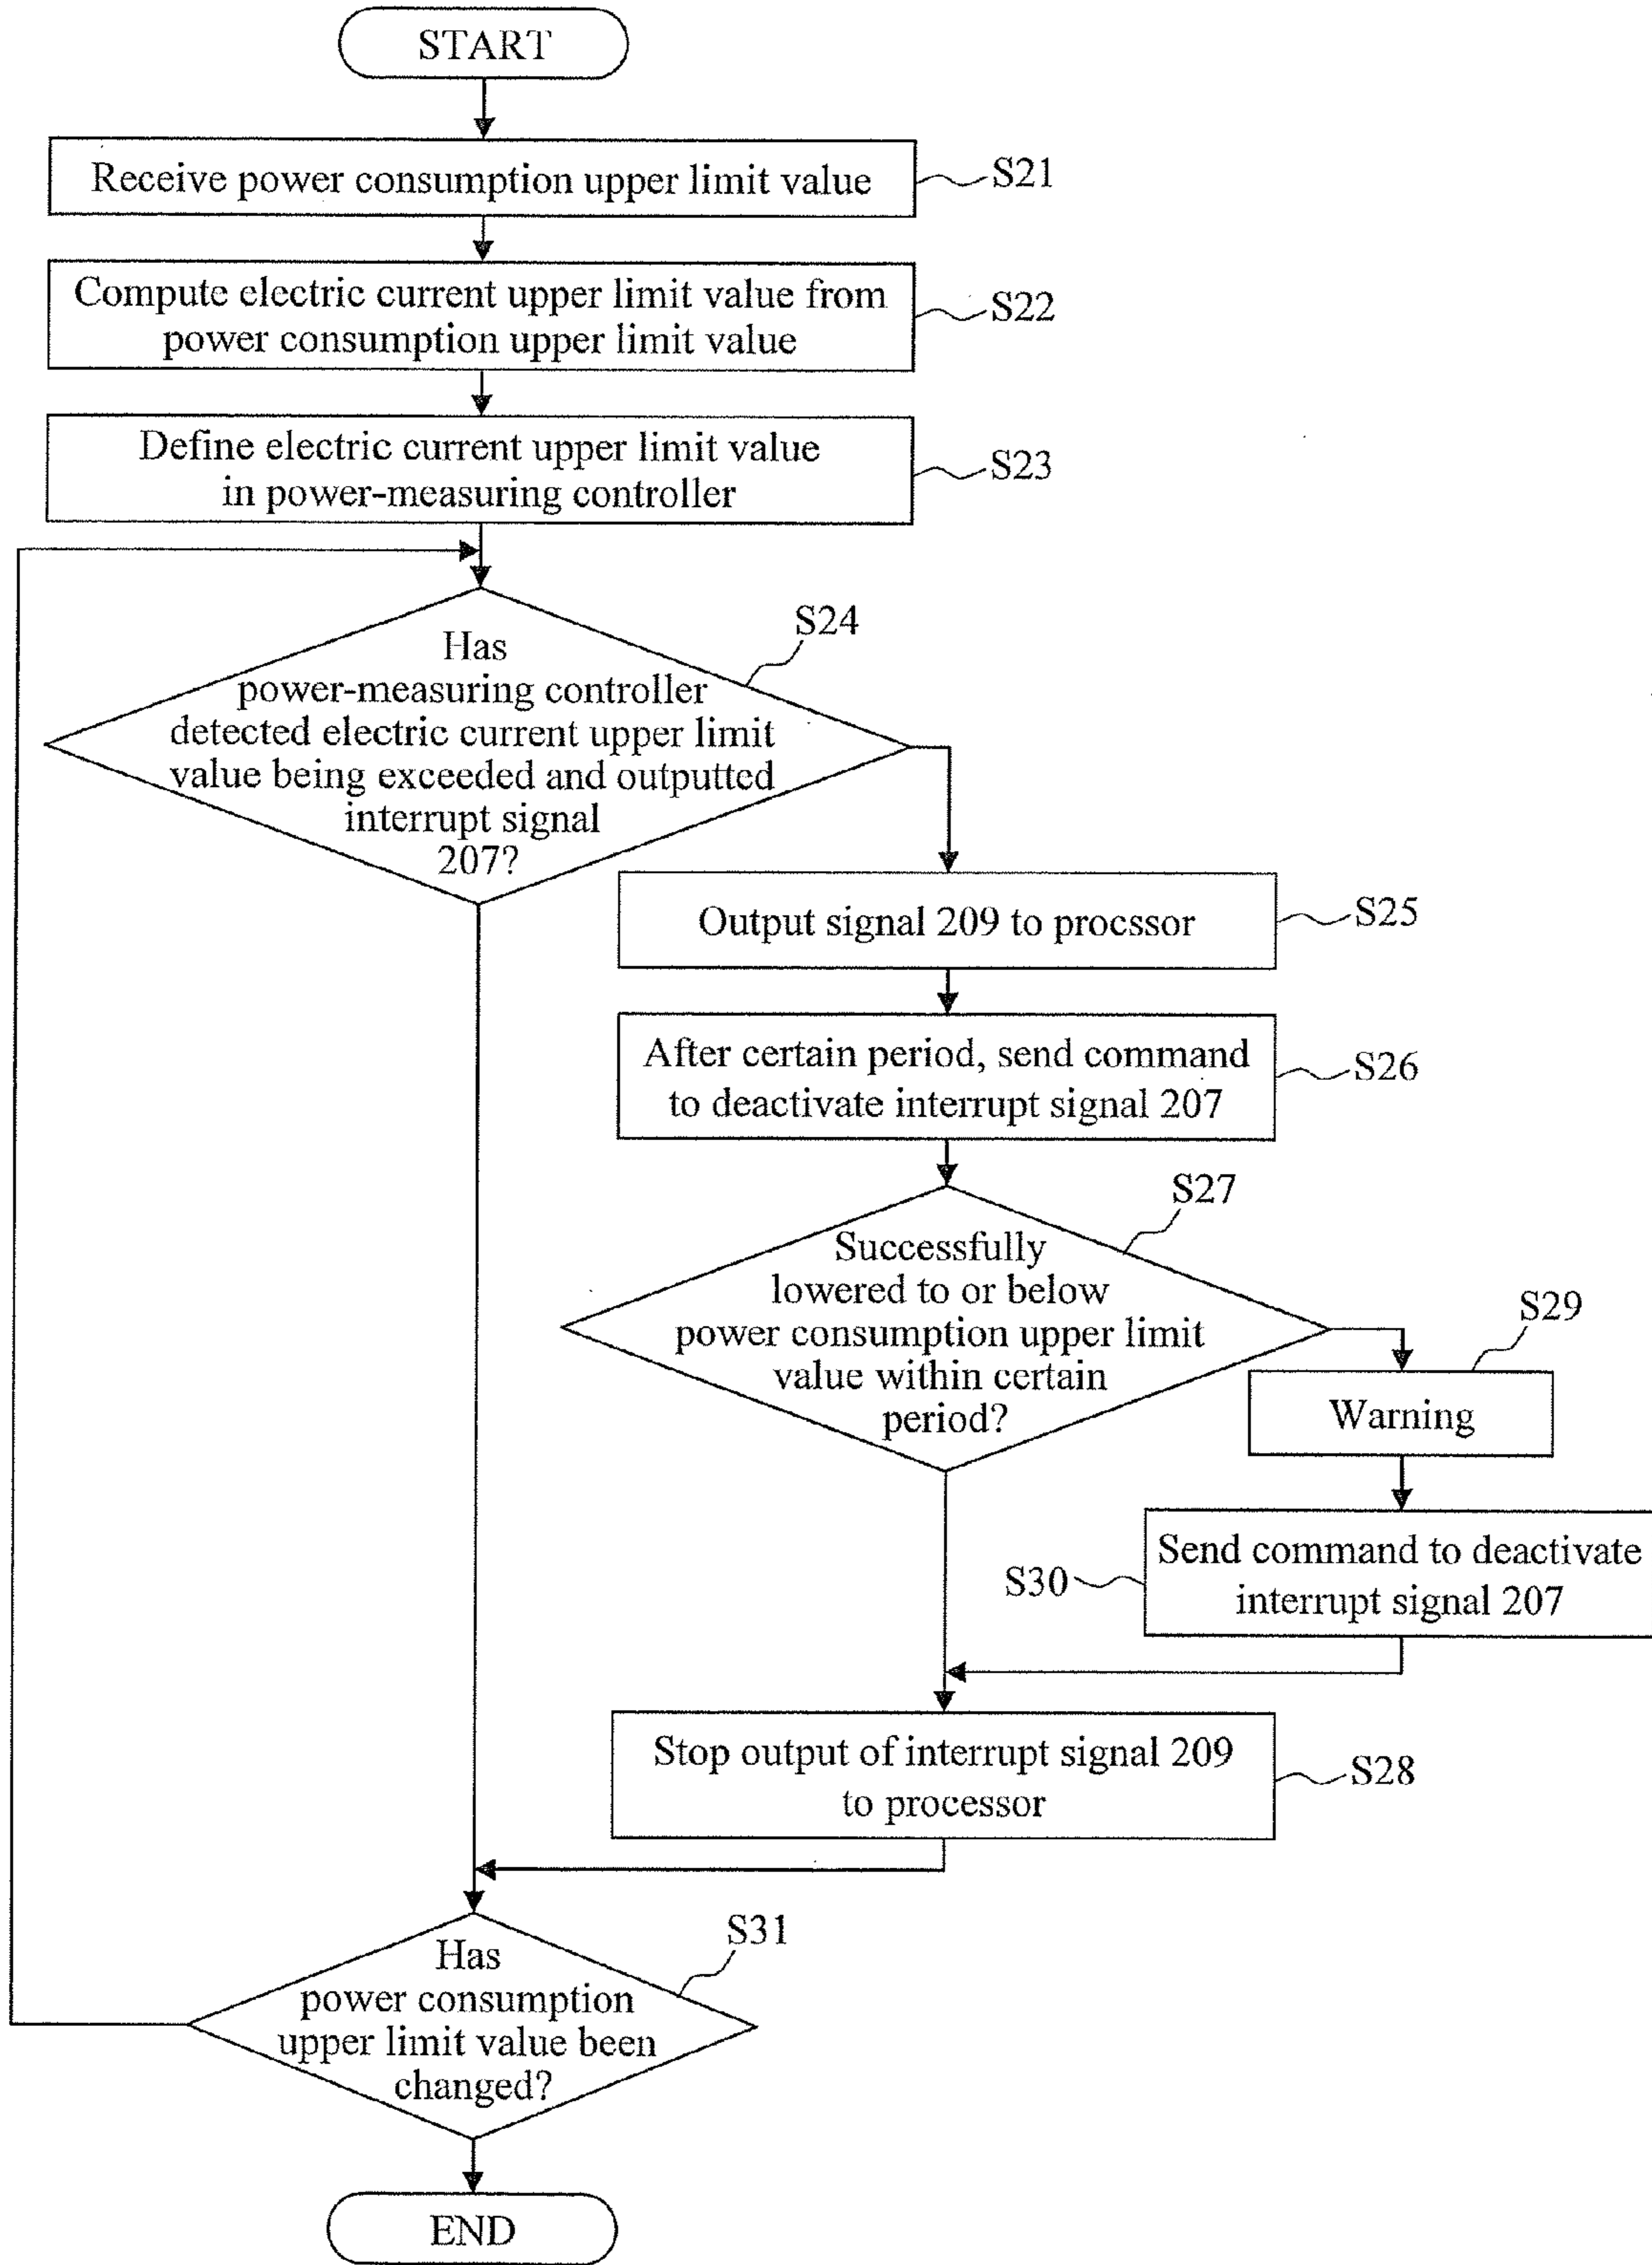 START
Receive power consumption upper limit value
S21
Compute electric current upper limit value from
power consumption upper limit value
S22
Define electric current upper limit value
in power-measuring controller
S23
S24
Has
power-measuring controller
detected electric current upper limit
value being exceeded and outputted
interrupt signal
207?
Output signal 209 to procssor
S25
After certain period, send command
to deactivate interrupt signal 207
S26
S27
Successfully
lowered to or below
power consumption upper limit
value within certain
period?
S29
Warning
Send command to deactivate
interrupt signal 207
S30
Stop output of interrupt signal 209
to processor
S28
S31
Has
power consumption
upper limit value been
changed?
END